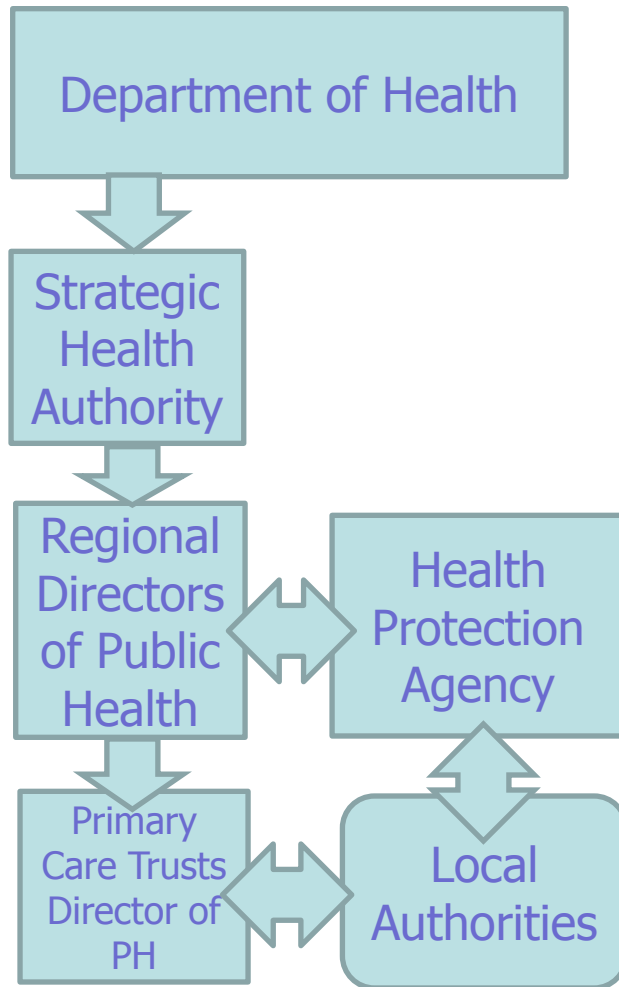 Department of Health
Strategic
Health
Authority
Regional
Directors
of Public
Health
Health
Protection
Agency
Primary
Care Trusts
Director of
PH
Local
Authorities